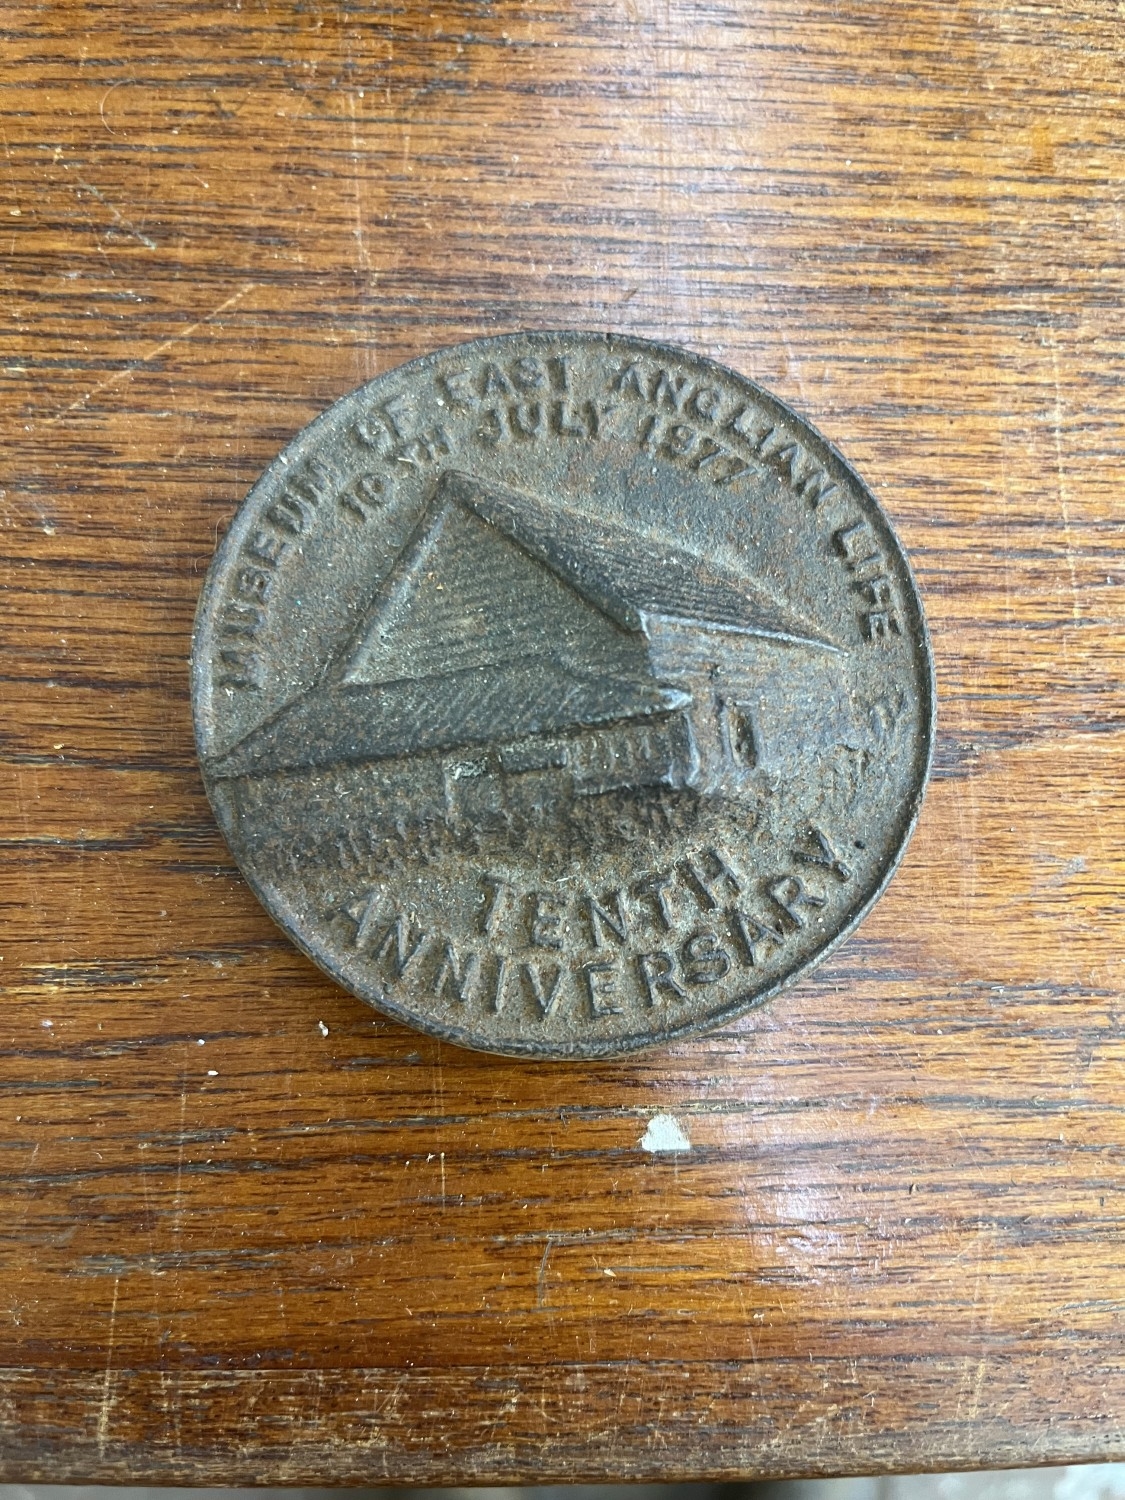 MUSEUM OF EAST ANGLIAN LIFE
10TH JULY 1977
TENTH
ANNIVERSARY